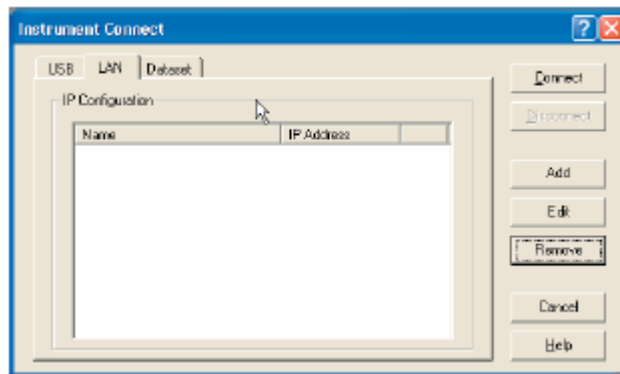 Instrument Connect
USB LAN Dataset
IP Configuration
Name IP Address
Connect
Disconnect
Add
Edit
Remove
Cancel
Help